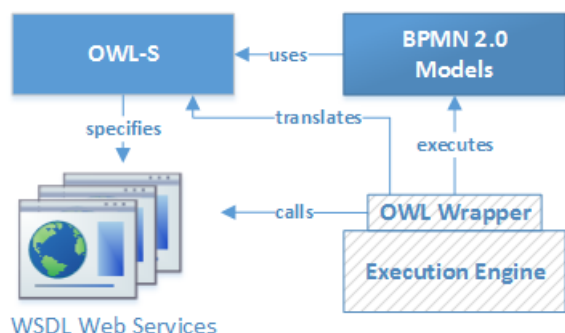 OWL-S
uses
BPMN 2.0
Models
specifies
translates
executes
calls
OWL Wrapper
Execution Engine
WSDL Web Services